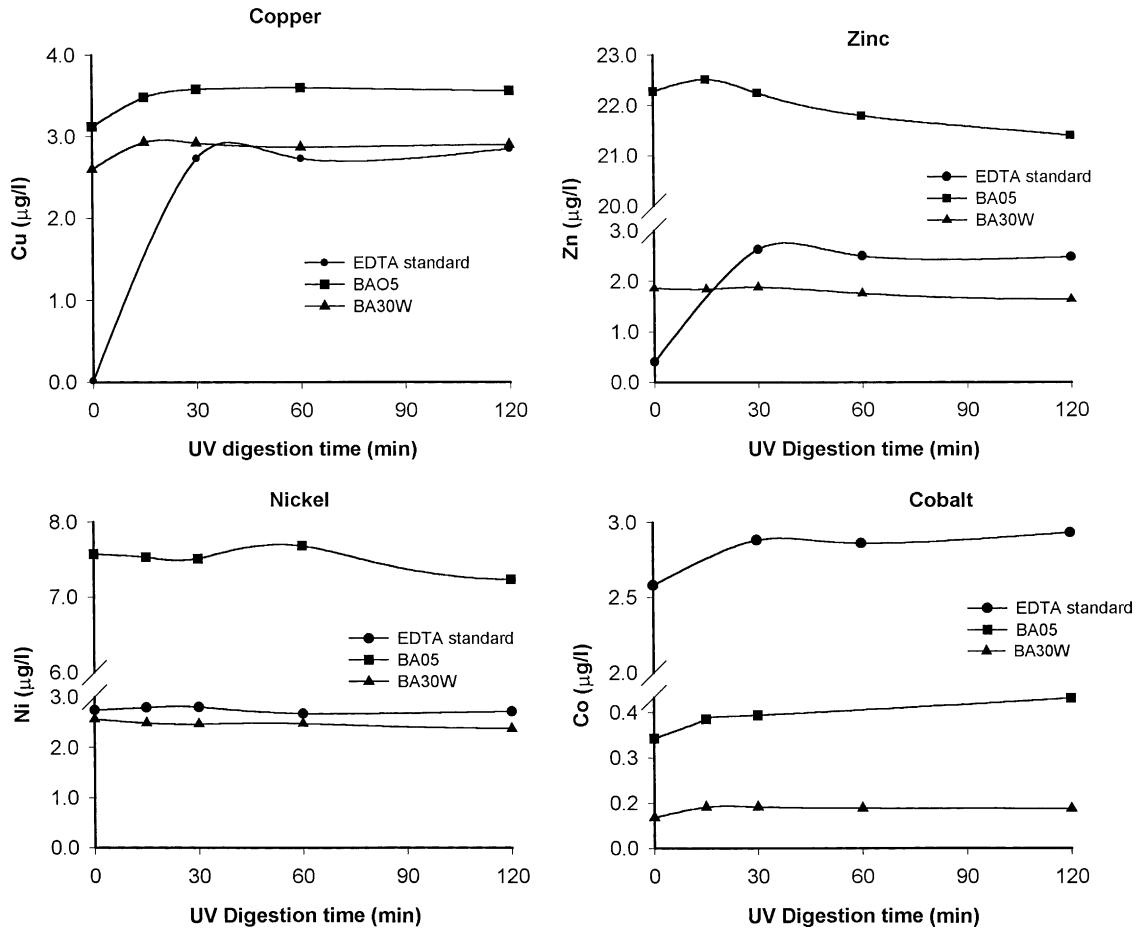 Copper
4.0
3.0
2.0
1.0
0.0
Cu (µg/l)
EDTA standard
BAO5
BA30W
0 30 60 90 120
UV digestion time (min)
Zinc
23.0
22.0
21.0
20.0
3.0
2.0
1.0
0.0
Zn (µg/l)
EDTA standard
BA05
BA30W
0 30 60 90 120
UV Digestion time (min)
Nickel
8.0
7.0
6.0
3.0
2.0
1.0
0.0
Ni (µg/l)
EDTA standard
BA05
BA30W
0 30 60 90 120
UV Digestion time (min)
Cobalt
3.0
2.5
2.0
0.4
0.3
0.2
0.0
Co (µg/l)
EDTA standard
BA05
BA30W
0 30 60 90 120
UV Digestion time (min)